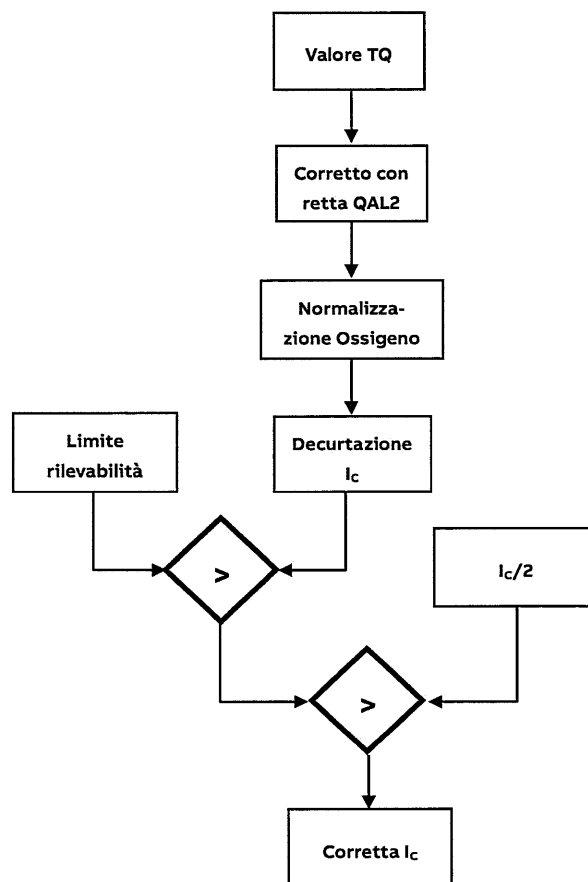 Valore TQ
Corretto con
retta QAL2
Normalizza-
zione Ossigeno
Limite
rilevabilità
Decurtazione
Ic
>
Ic/2
>
Corretta Ic